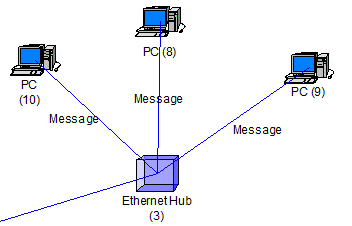 PC (8)
PC
(10)
PC (9)
Message
Message
Message
Ethernet Hub
(3)